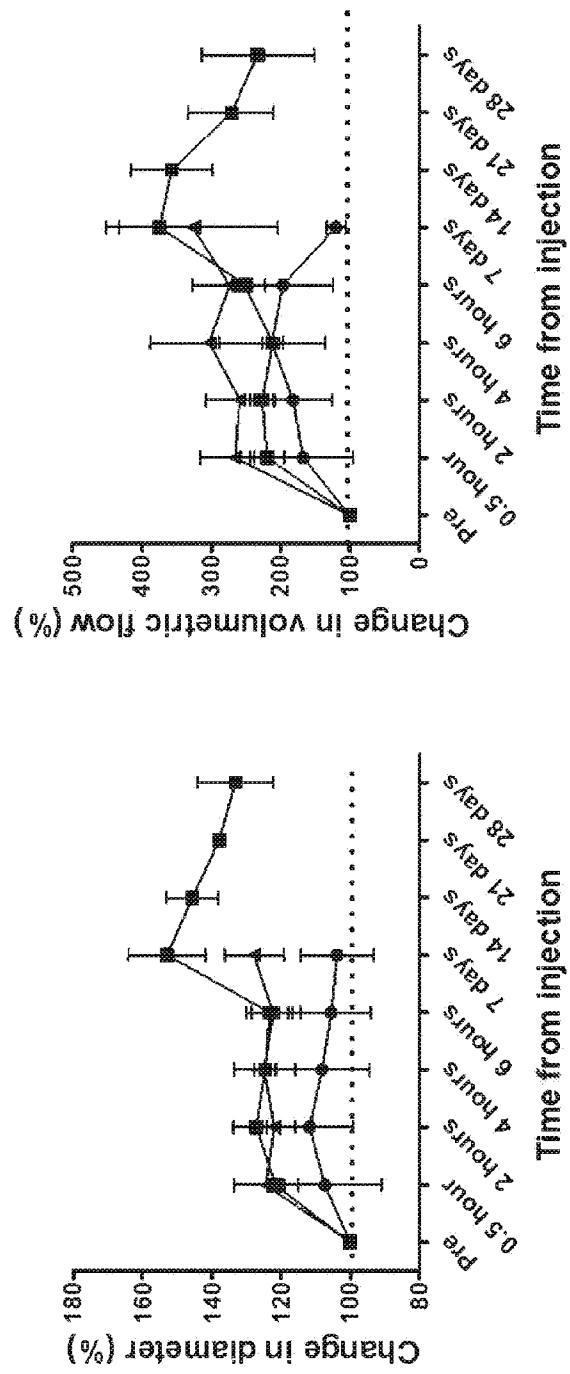 Change in diameter (%)
180
160
140
120
100
80
Pre
0.5 hour
2 hours
4 hours
6 hours
7 days
14 days
21 days
28 days
Time from injection
Change in volumetric flow (%)
500
400
300
200
100
0
Pre
0.5 hour
2 hours
4 hours
6 hours
7 days
14 days
21 days
28 days
Time from injection